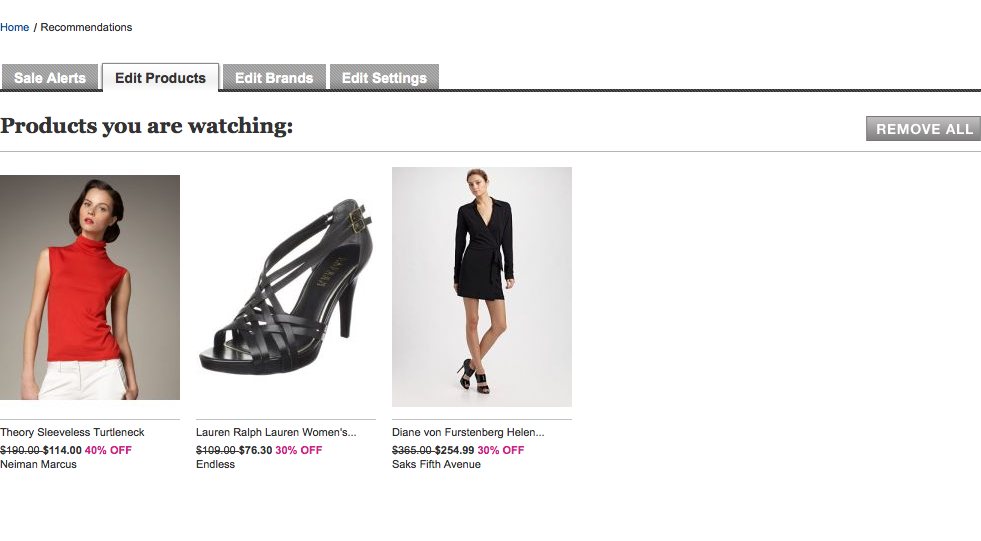 Home / Recommendations
Sale Alerts
Edit Products
Edit Brands
Edit Settings
Products you are watching:
REMOVE ALL
Theory Sleeveless Turtleneck
$190.00 $114.00 40% OFF
Neiman Marcus
Lauren Ralph Lauren Women's...
$109.00 $76.30 30% OFF
Endless
Diane von Furstenberg Helen...
$365.00 $254.99 30% OFF
Saks Fifth Avenue
LAUREN